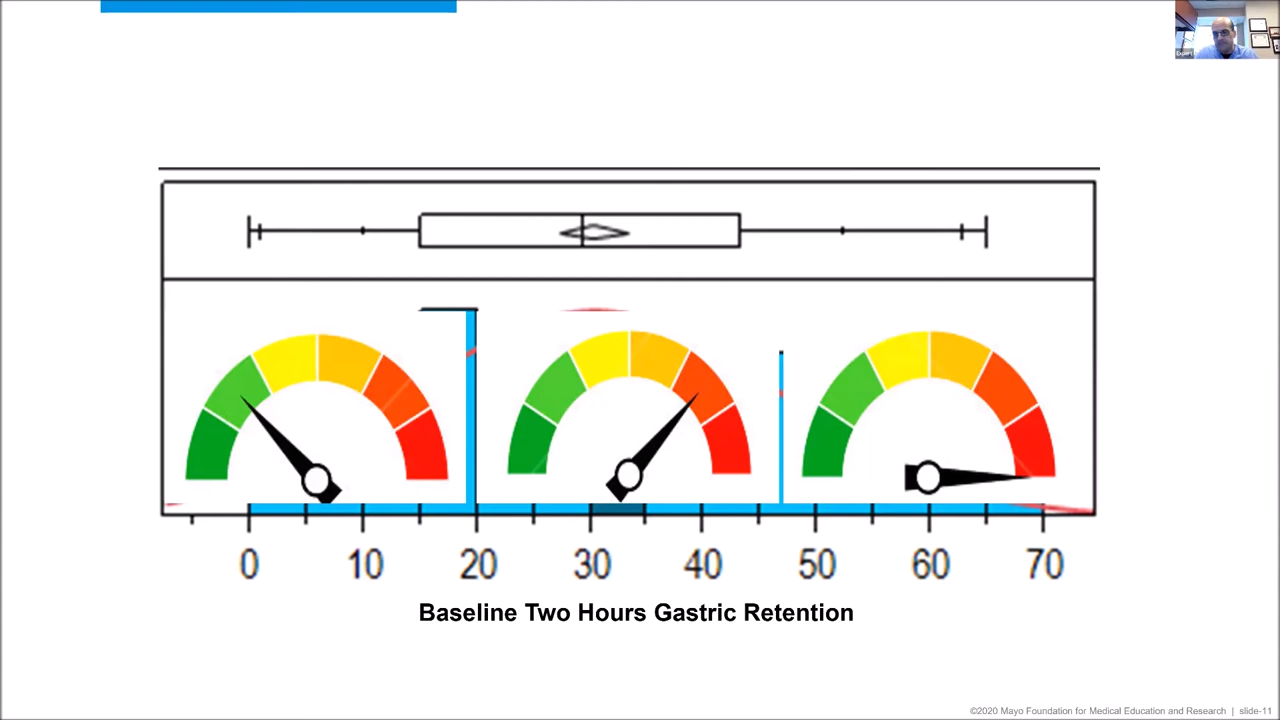 Expert
0 10 20 30 40 50 60 70
Baseline Two Hours Gastric Retention
©2020 Mayo Foundation for Medical Education and Research | slide-11